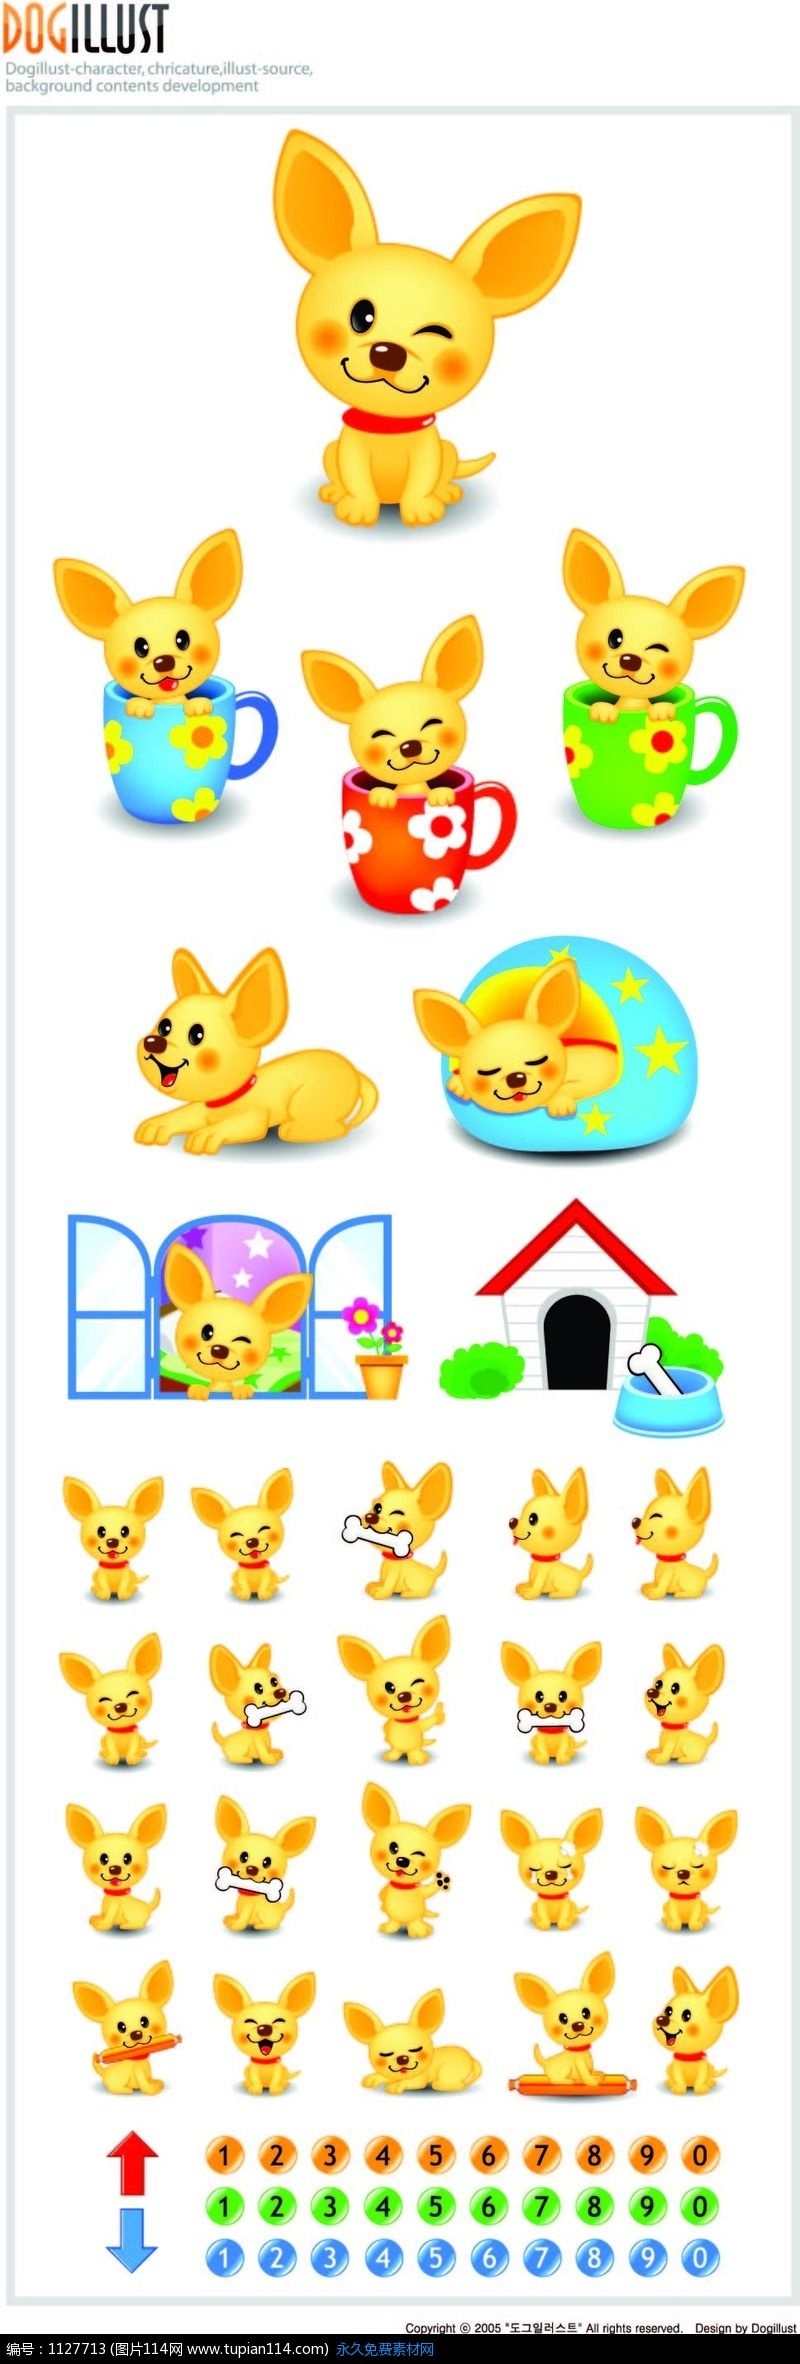 DOGILLUST
Dogillust-character, chricature,illust-source,
background contents development
1 2 3 4 5 6 7 8 9 0
1 2 3 4 5 6 7 8 9 0
1 2 3 4 5 6 7 8 9 0
Copyright ⓒ 2005 "도그일러스트" All rights reserved. Design by Dogillust
编号：1127713 (图片114网 www.tupian114.com) 永久免费素材网